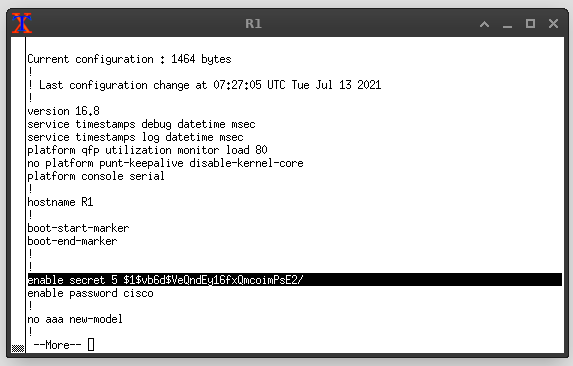 R1
Current configuration : 1464 bytes
!
! Last configuration change at 07:27:05 UTC Tue Jul 13 2021
!
version 16.8
service timestamps debug datetime msec
service timestamps log datetime msec
platform qfp utilization monitor load 80
no platform punt-keepalive disable-kernel-core
platform console serial
!
hostname R1
!
boot-start-marker
boot-end-marker
!
!
enable secret 5 $1$vb6d$VeQndEy16fxQmcoimPsE2/
enable password cisco
!
no aaa new-model
!
--More--